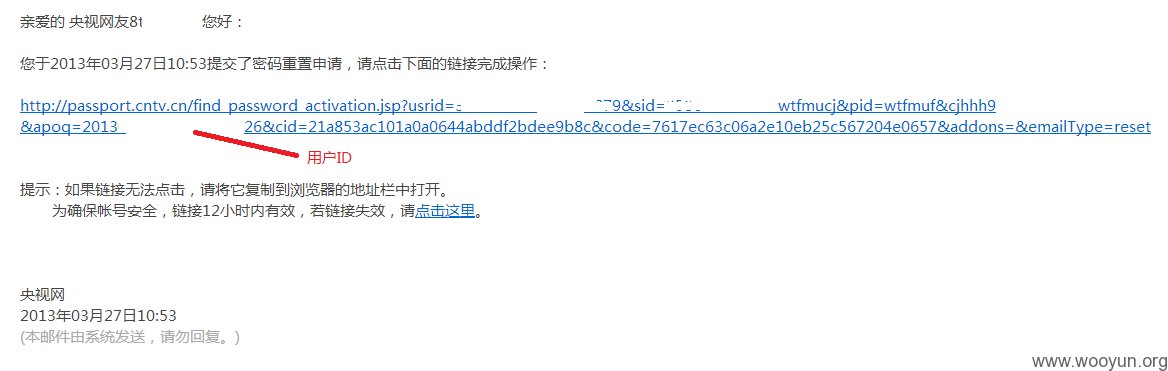 亲爱的 央视网友8t 您好：
您于2013年03月27日10:53提交了密码重置申请，请点击下面的链接完成操作：
http://passport.cntv.cn/find_password_activation.jsp?usrid= 279&sid= wtfmucj&pid=wtfmuf&cjhhh9
&apoq=2013 26&cid=21a853ac101a0a0644abddf2bdee9b8c&code=7617ec63c06a2e10eb25c567204e0657&addons=&emailType=reset
用户ID
提示：如果链接无法点击，请将它复制到浏览器的地址栏中打开。
为确保帐号安全，链接12小时内有效，若链接失效，请点击这里。
央视网
2013年03月27日10:53
(本邮件由系统发送，请勿回复。)
www.wooyun.org